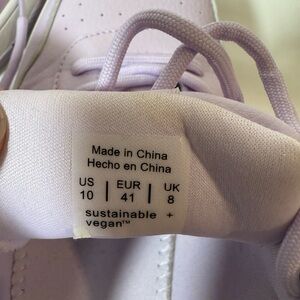 Made in China
Hecho en China
US | EUR | UK
10 | 41 | 8
sustainable +
vegan™